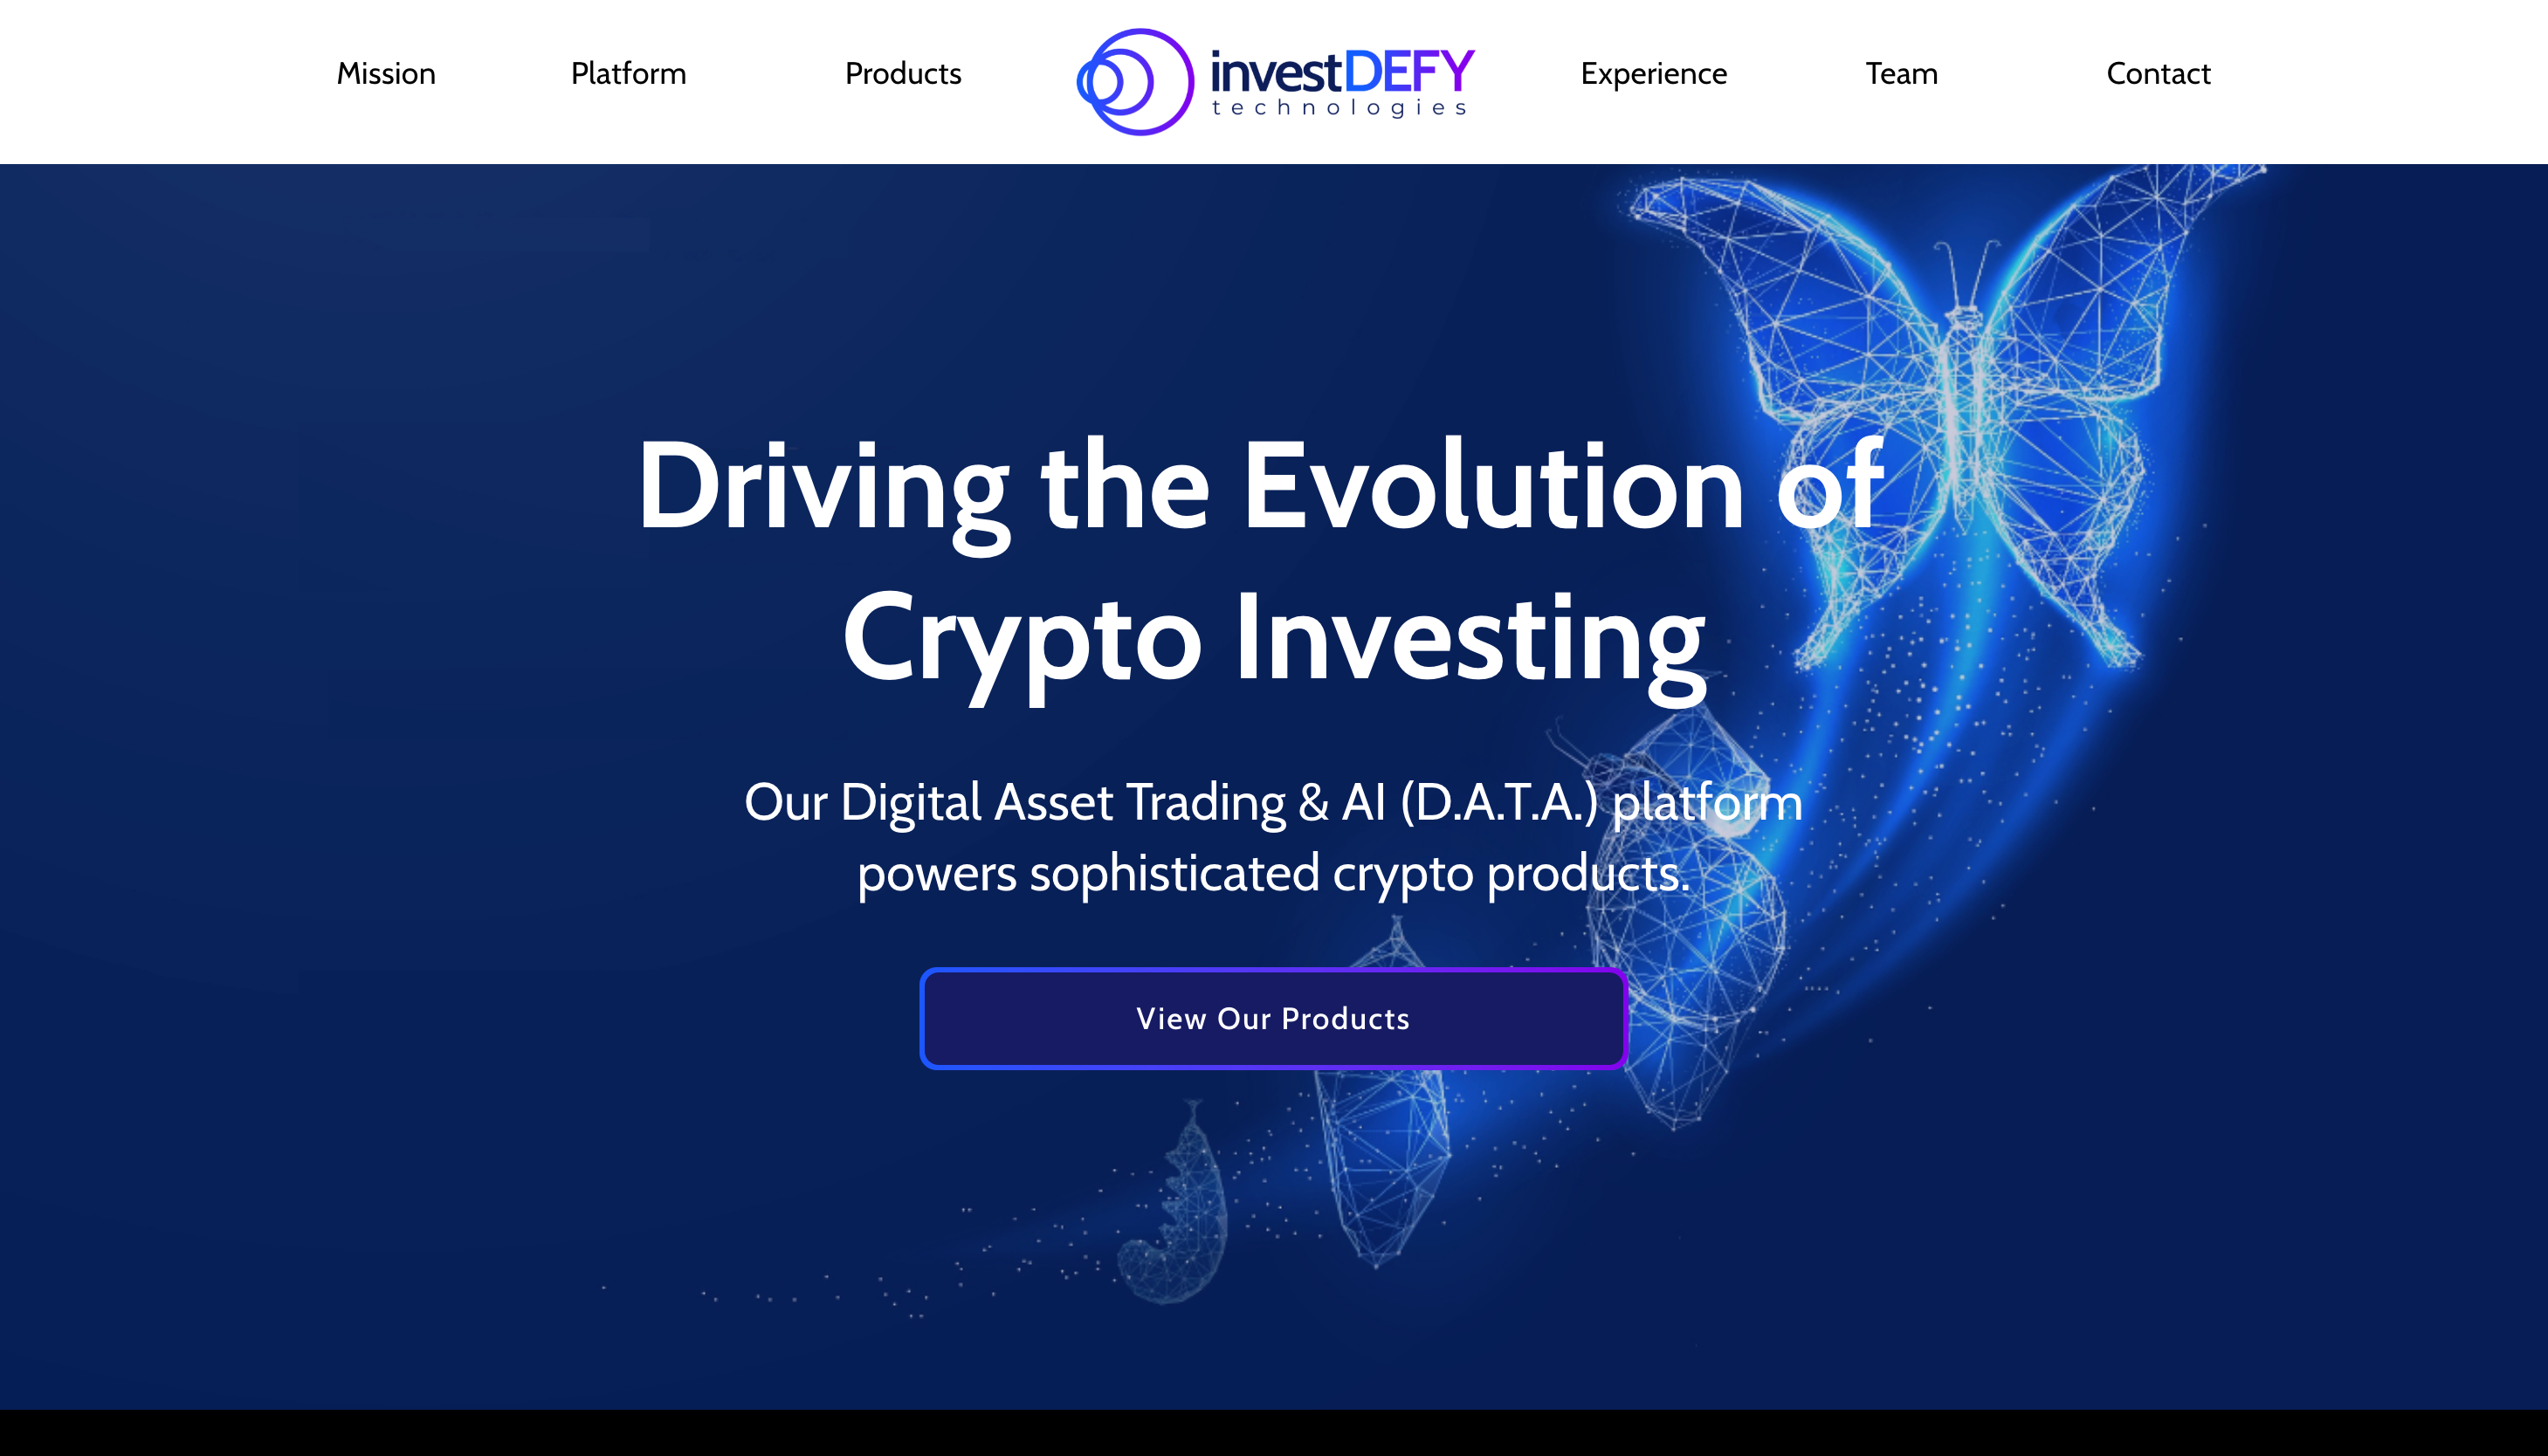 Mission
Platform
Products
investDEFY
technologies
Experience
Team
Contact
Driving the Evolution of
Crypto Investing
Our Digital Asset Trading & AI (D.A.T.A.) platform
powers sophisticated crypto products.
View Our Products